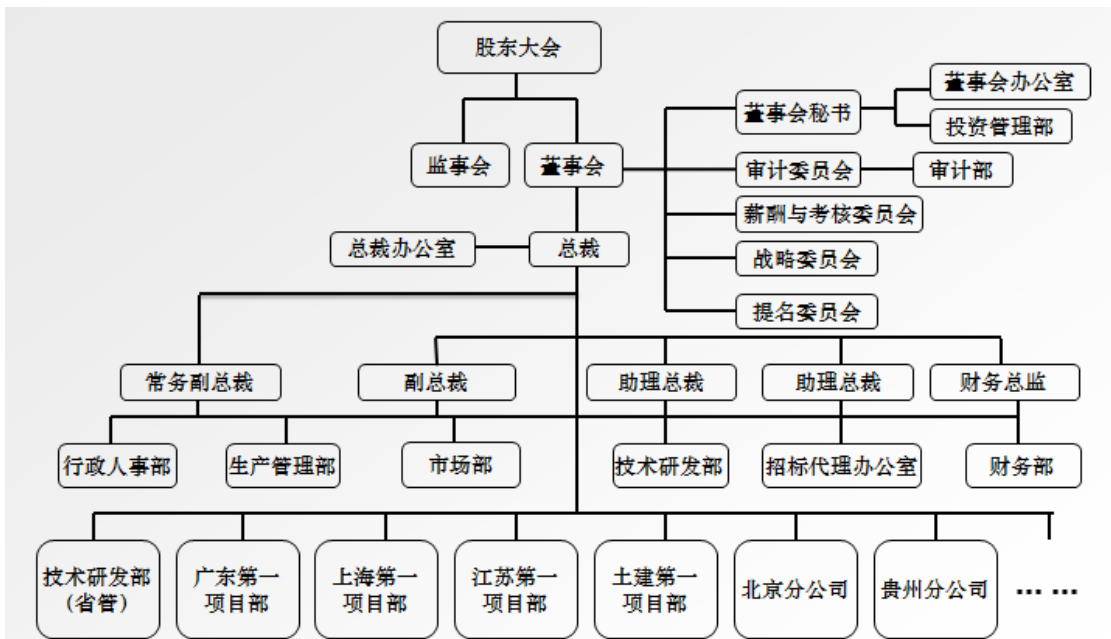 股东大会
董事会办公室
董事会秘书
投资管理部
监事会
董事会
审计委员会
审计部
薪酬与考核委员会
总裁办公室
总裁
战略委员会
提名委员会
常务副总裁
副总裁
助理总裁
助理总裁
财务总监
行政人事部
生产管理部
市场部
技术研发部
招标代理办公室
财务部
技术研发部
(省管)
广东第一
项目部
上海第一
项目部
江苏第一
项目部
土建第一
项目部
北京分公司
贵州分公司
... ...